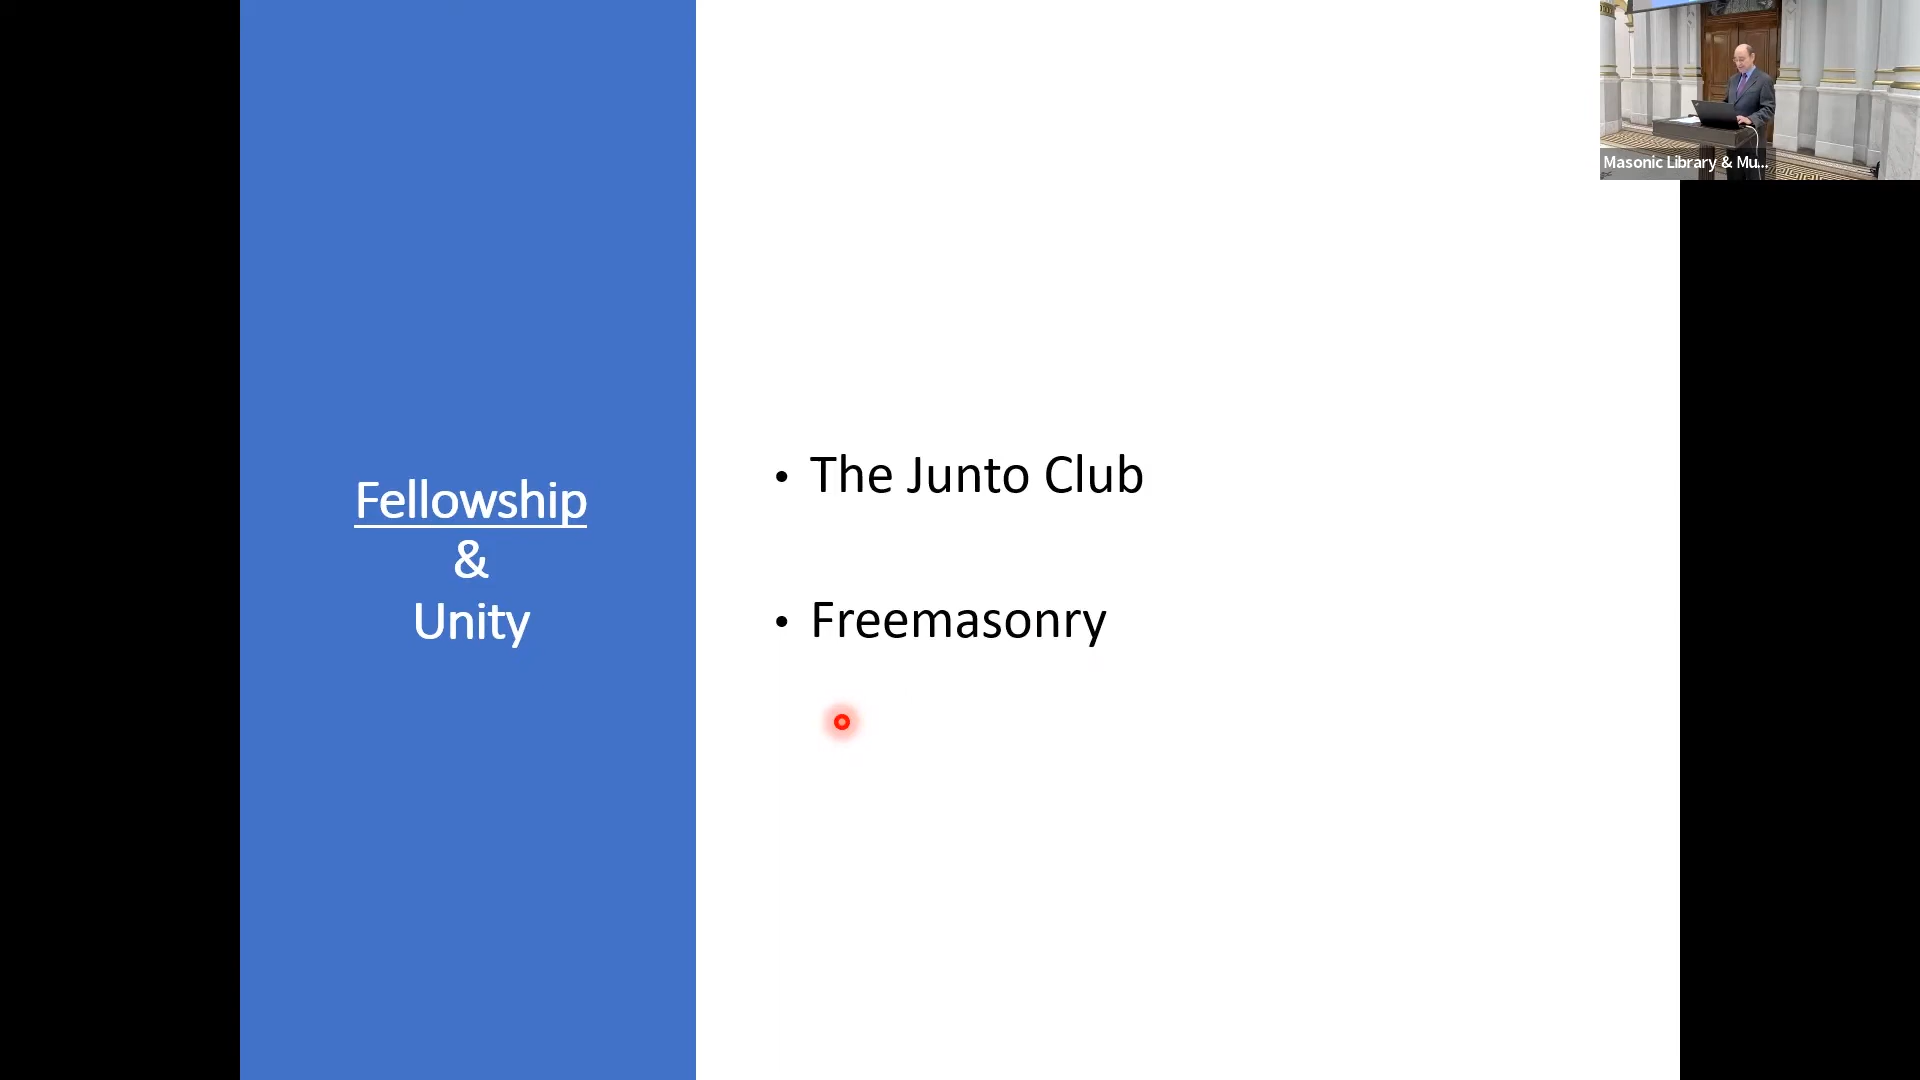 Fellowship
&
Unity
• The Junto Club
• Freemasonry
Masonic Library & Mu...